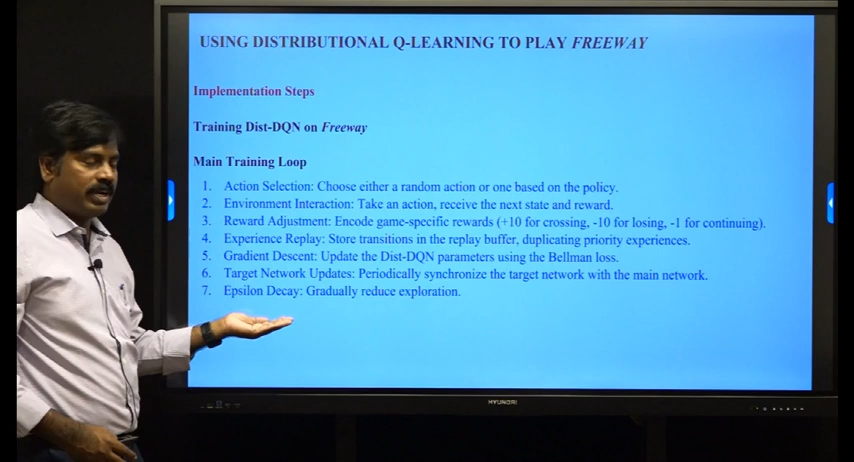 USING DISTRIBUTIONAL Q-LEARNING TO PLAY FREEWAY
Implementation Steps
Training Dist-DQN on Freeway
Main Training Loop
1. Action Selection: Choose either a random action or one based on the policy.
2. Environment Interaction: Take an action, receive the next state and reward.
3. Reward Adjustment: Encode game-specific rewards (+10 for crossing, -10 for losing, -1 for continuing).
4. Experience Replay: Store transitions in the replay buffer, duplicating priority experiences.
5. Gradient Descent: Update the Dist-DQN parameters using the Bellman loss.
6. Target Network Updates: Periodically synchronize the target network with the main network.
7. Epsilon Decay: Gradually reduce exploration.
HYUNDAI